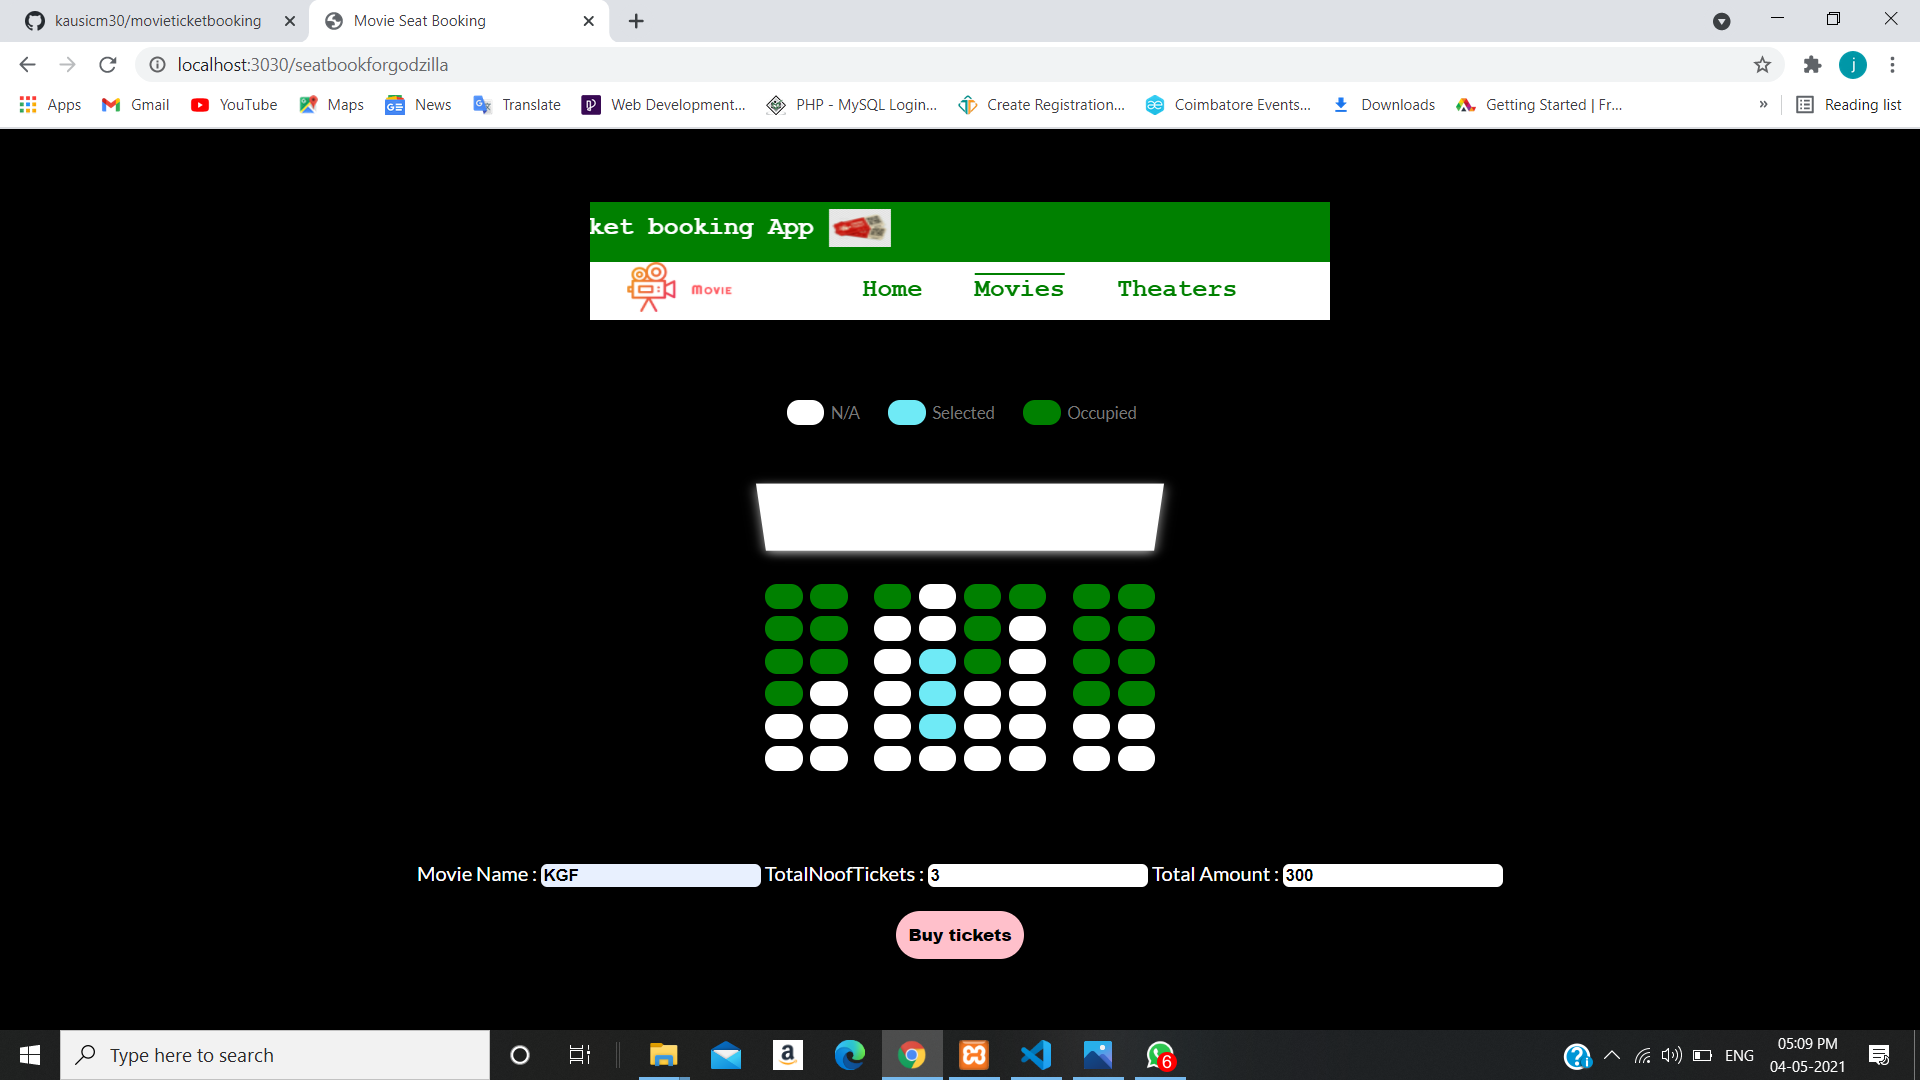 kausicm30/movieticketbooking
Movie Seat Booking
localhost:3030/seatbookforgodzilla
j
Apps Gmail YouTube Maps News Translate Web Development... PHP - MySQL Login... Create Registration... Coimbatore Events... Downloads Getting Started | Fr... » Reading list
ket booking App
MOVIE Home Movies Theaters
N/A Selected Occupied
Movie Name : KGF TotalNoofTickets : 3 Total Amount : 300
Buy tickets
Type here to search
6
ENG
05:09 PM
04-05-2021